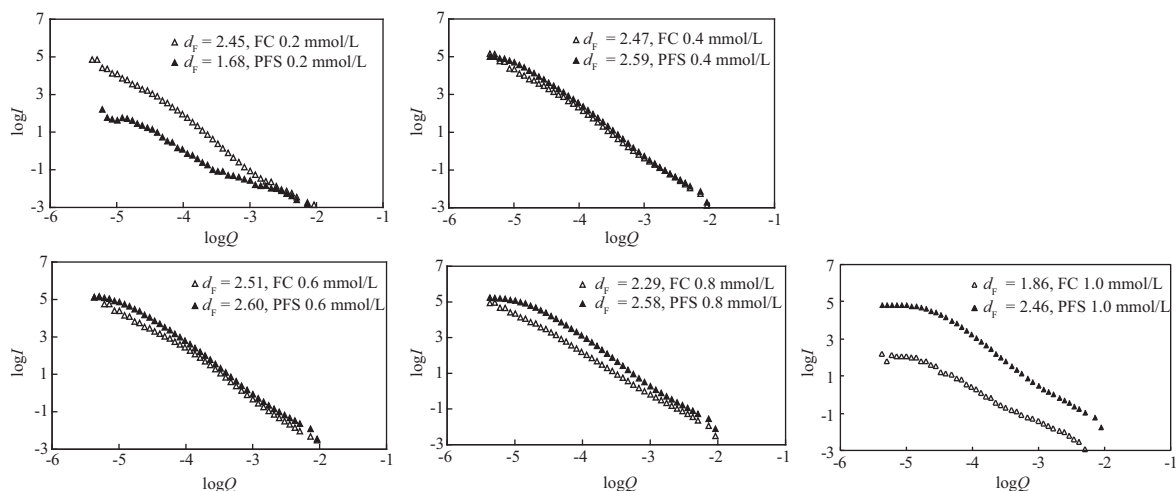 7
5
3
1
-1
-3
logI
△ d_F = 2.45, FC 0.2 mmol/L
▲ d_F = 1.68, PFS 0.2 mmol/L
-6 -5 -4 -3 -2 -1
logQ
7
5
3
1
-1
-3
logI
△ d_F = 2.47, FC 0.4 mmol/L
▲ d_F = 2.59, PFS 0.4 mmol/L
-6 -5 -4 -3 -2 -1
logQ
7
5
3
1
-1
-3
logI
△ d_F = 2.51, FC 0.6 mmol/L
▲ d_F = 2.60, PFS 0.6 mmol/L
-6 -5 -4 -3 -2 -1
logQ
7
5
3
1
-1
-3
logI
△ d_F = 2.29, FC 0.8 mmol/L
▲ d_F = 2.58, PFS 0.8 mmol/L
-6 -5 -4 -3 -2 -1
logQ
7
5
3
1
-1
-3
logI
△ d_F = 1.86, FC 1.0 mmol/L
▲ d_F = 2.46, PFS 1.0 mmol/L
-6 -5 -4 -3 -2 -1
logQ